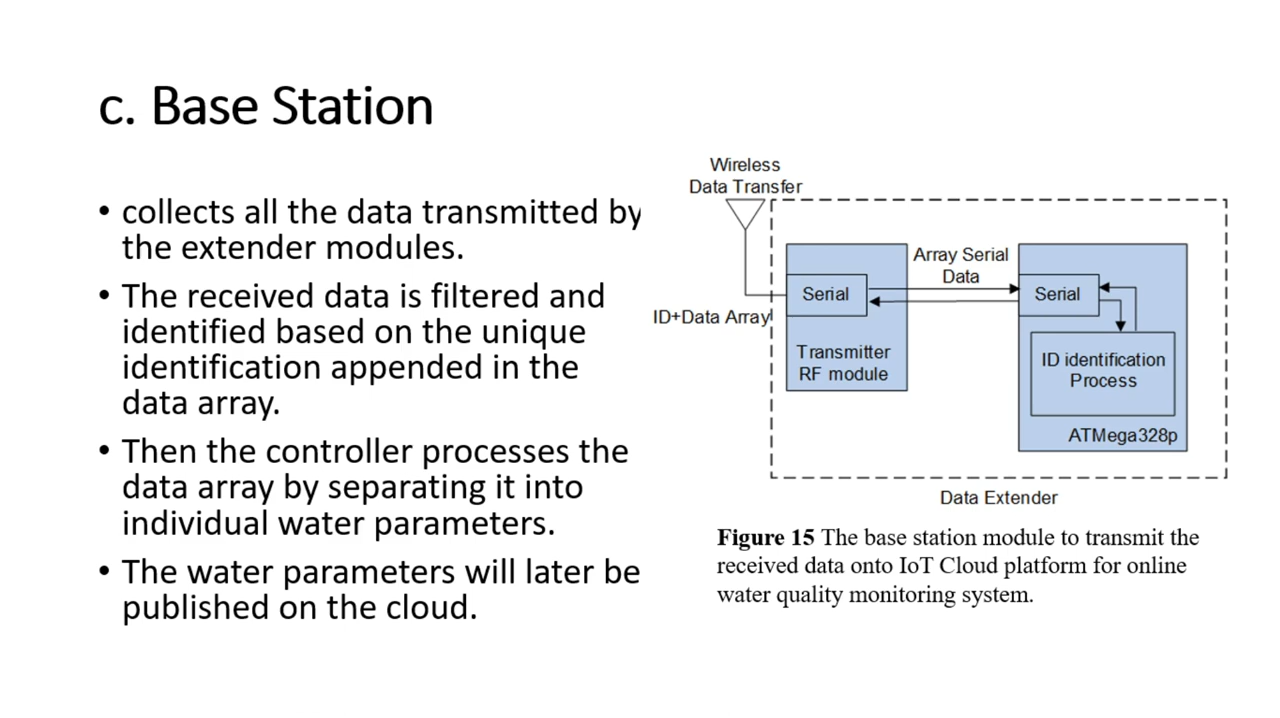 c. Base Station
• collects all the data transmitted by
the extender modules.
• The received data is filtered and
identified based on the unique
identification appended in the
data array.
• Then the controller processes the
data array by separating it into
individual water parameters.
• The water parameters will later be
published on the cloud.
Wireless
Data Transfer
ID+Data Array
Serial
Transmitter
RF module
Array Serial
Data
Serial
ID identification
Process
ATMega328p
Data Extender
Figure 15 The base station module to transmit the
received data onto IoT Cloud platform for online
water quality monitoring system.